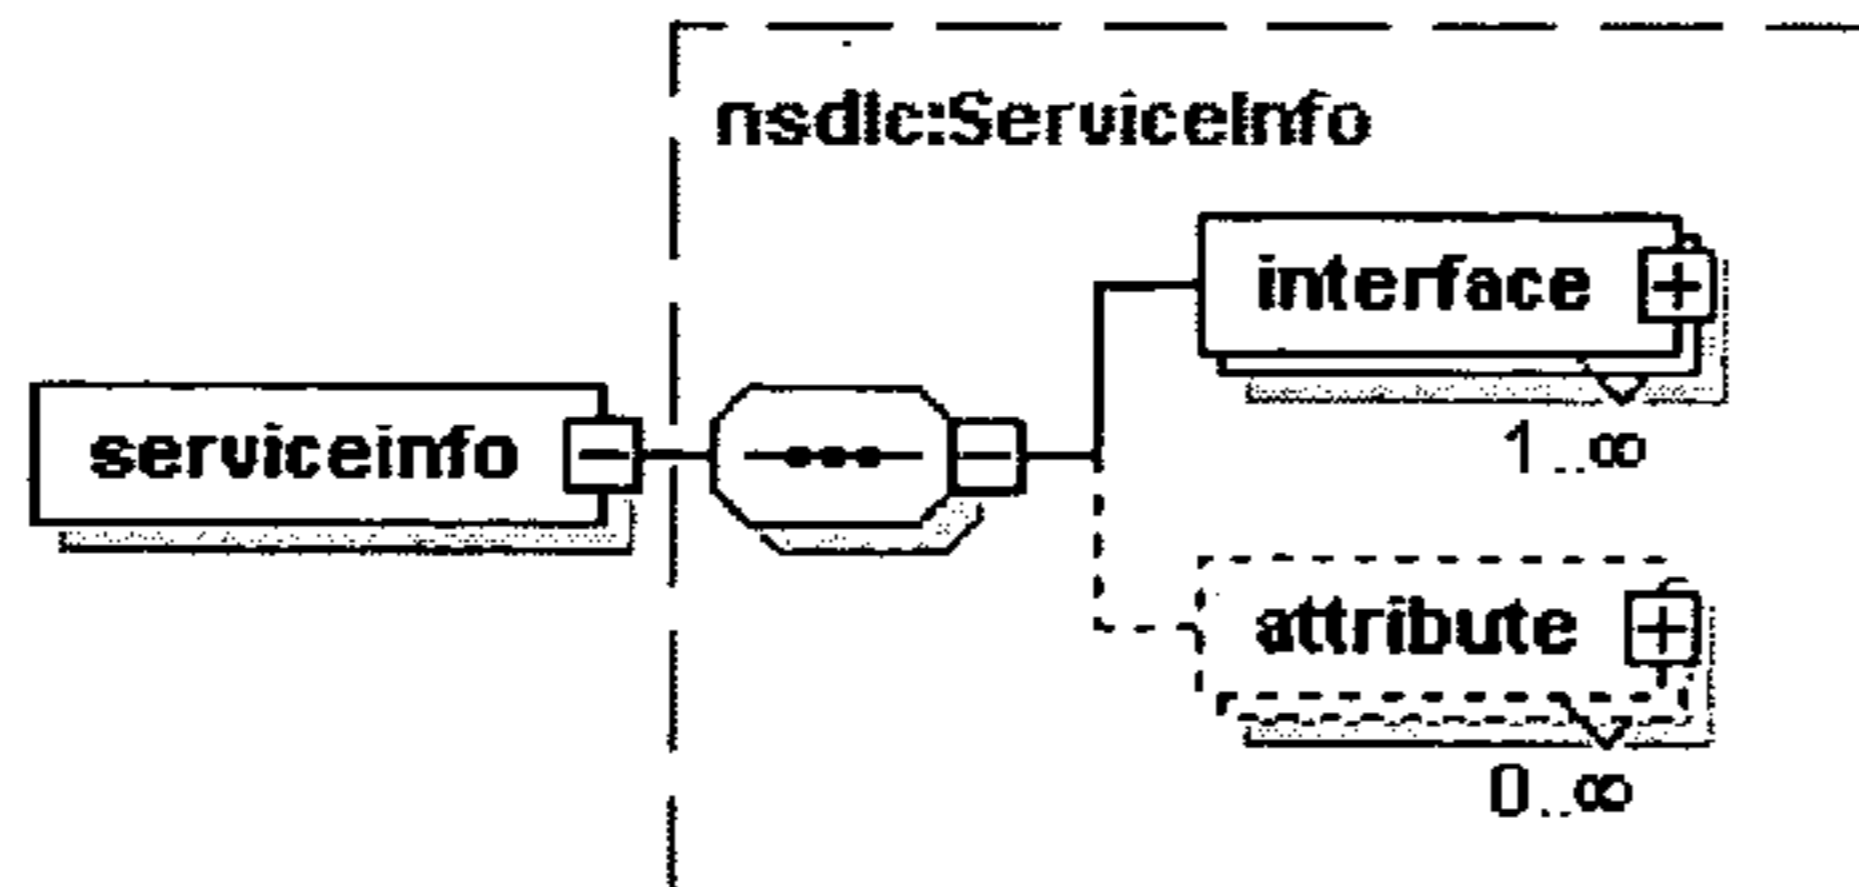 nsdlc:ServiceInfo
interface
1..∞
serviceinfo
attribute
0..∞